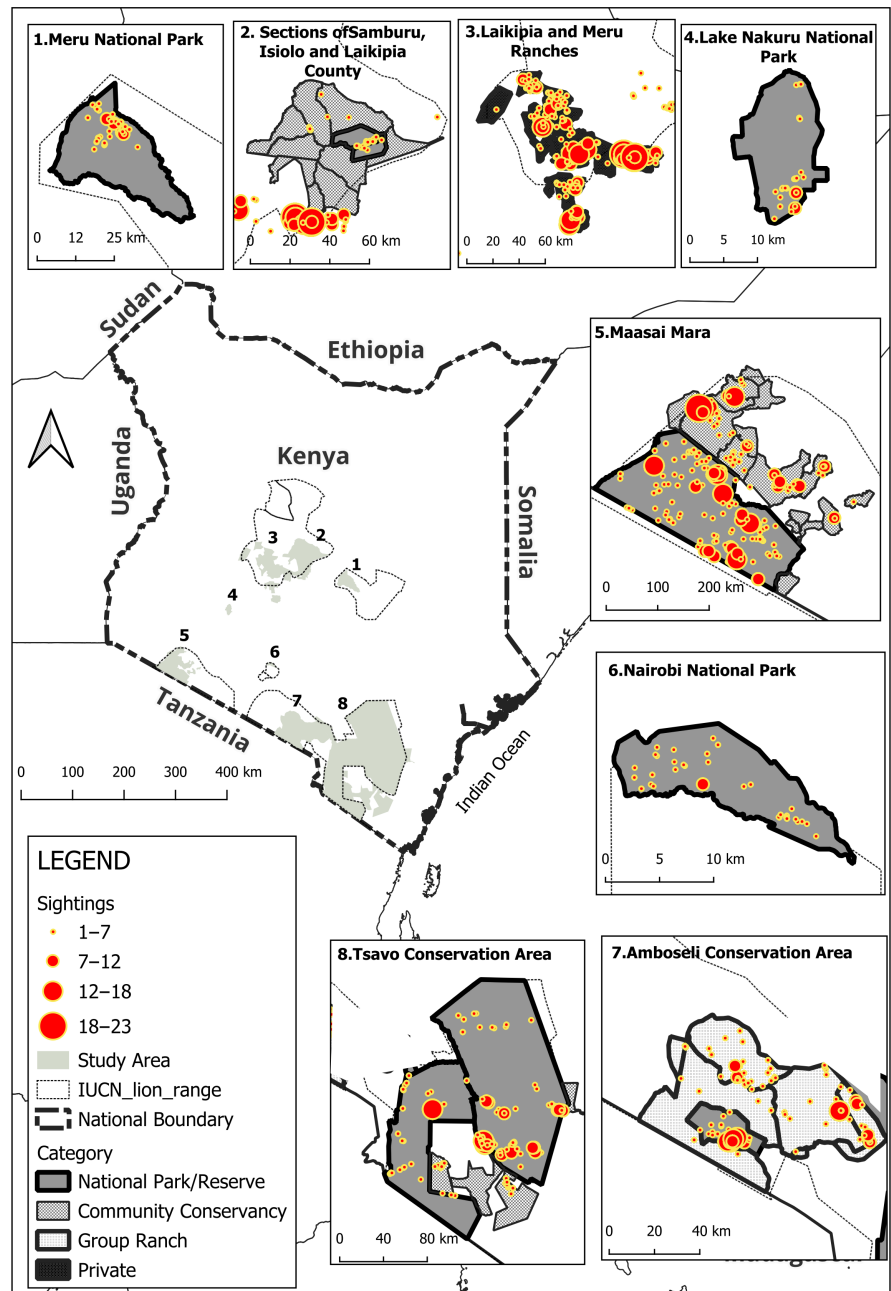 1.Meru National Park
0 12 25 km
2. Sections ofSamburu,
Isiolo and Laikipia
County
0 20 40 60 km
3.Laikipia and Meru
Ranches
0 20 40 60 km
4.Lake Nakuru National
Park
0 5 10 km
Sudan
Ethiopia
Uganda
Kenya
Somalia
3
2
1
4
5
6
7
8
Tanzania
Indian Ocean
0 100 200 300 400 km
5.Maasai Mara
0 100 200 km
6.Nairobi National Park
0 5 10 km
LEGEND
Sightings
1–7
7–12
12–18
18–23
Study Area
IUCN_lion_range
National Boundary
Category
National Park/Reserve
Community Conservancy
Group Ranch
Private
8.Tsavo Conservation Area
0 40 80 km
7.Amboseli Conservation Area
0 20 40 km